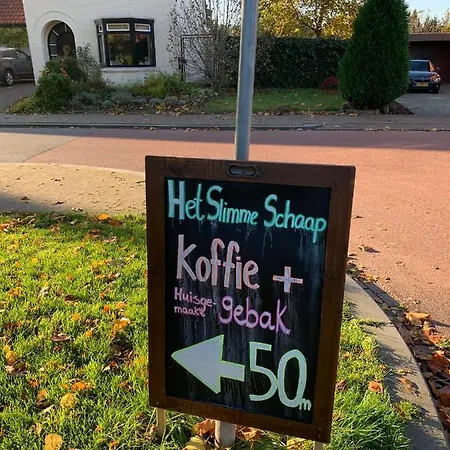 Het Slimme Schaap
Koffie +
Huisge-
maakt gebak
50m